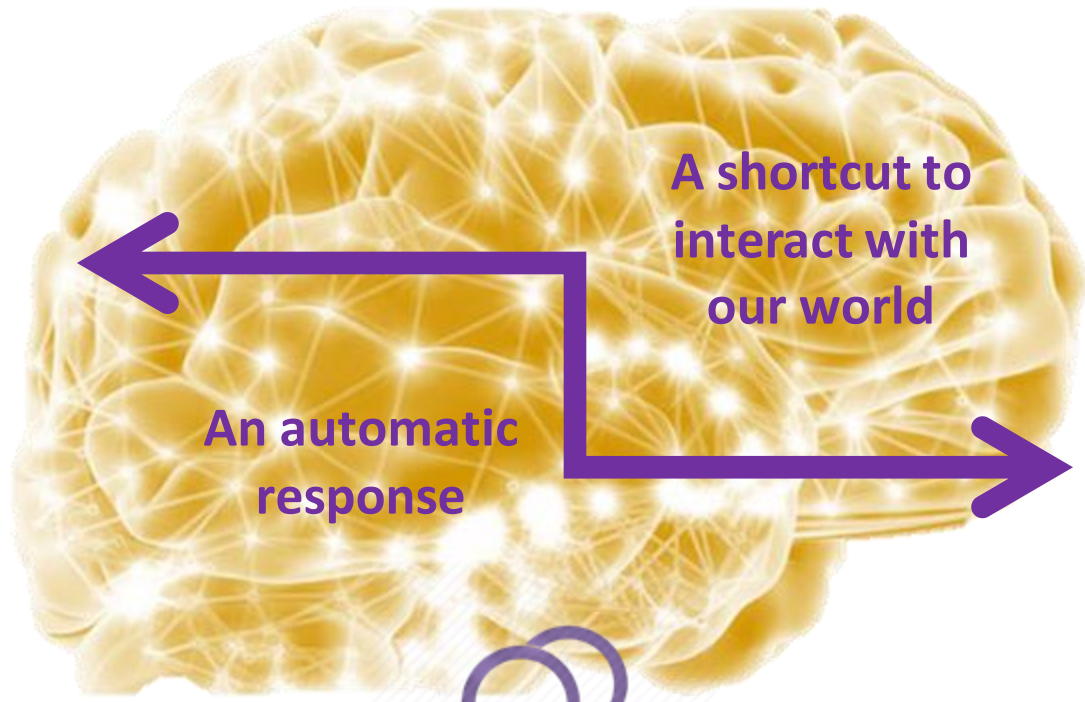 A shortcut to
interact with
our world
An automatic
response